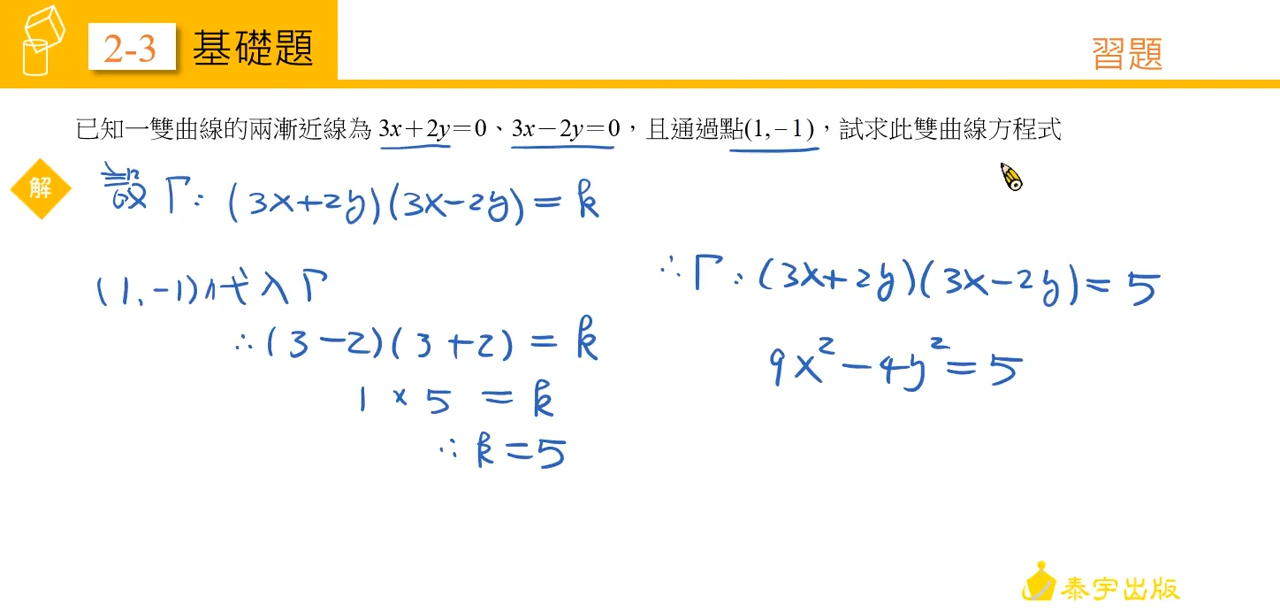 2-3 基礎題
習題
已知一雙曲線的兩漸近線為 3x+2y=0、3x−2y=0，且通過點(1,−1)，試求此雙曲線方程式
解
設 Γ: (3x+2y)(3x-2y) = k
(1,-1)代入Γ
∴(3-2)(3+2) = k
1 × 5 = k
∴ k = 5
∴ Γ: (3x+2y)(3x-2y) = 5
9x²-4y² = 5
泰宇出版